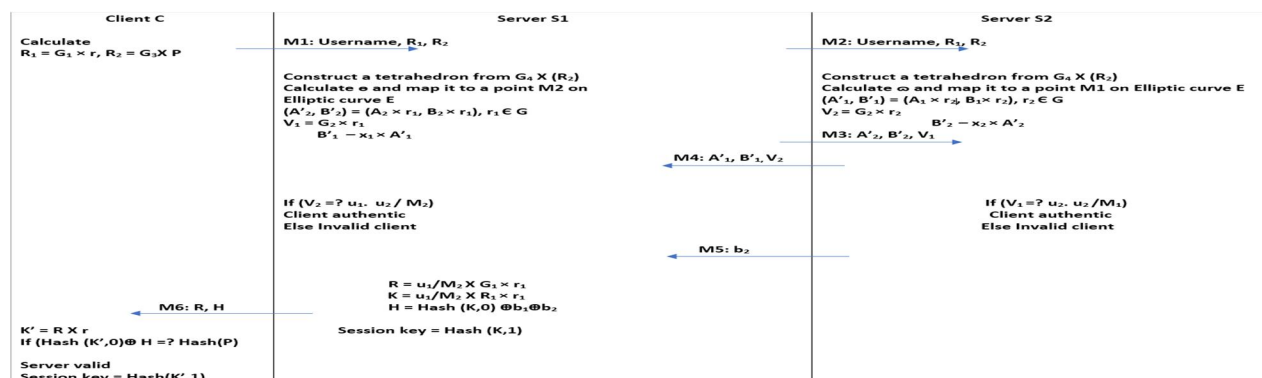 Client C
Server S1
Server S2
Calculate
R₁ = G₁ × r, R₂ = G₃X P
M1: Username, R₁, R₂
M2: Username, R₁, R₂
Construct a tetrahedron from G₄ X (R₂)
Calculate ɵ and map it to a point M2 on
Elliptic curve E
(A'₂, B'₂) = (A₂ × r₁, B₂ × r₁), r₁ Є G
V₁ = G₂ × r₁
B'₁ – x₁ × A'₁
Construct a tetrahedron from G₄ X (R₂)
Calculate ѡ and map it to a point M1 on Elliptic curve E
(A'₁, B'₁) = (A₁ × r₂, B₁× r₂), r₂ Є G
V₂ = G₂ × r₂
B'₂ – x₂ × A'₂
M3: A'₂, B'₂, V₁
M4: A'₁, B'₁, V₂
If (V₂ =? u₁. u₂ / M₂)
Client authentic
Else Invalid client
If (V₁ =? u₂. u₂ /M₁)
Client authentic
Else Invalid client
M5: b₂
R = u₁/M₂ X G₁ × r₁
K = u₁/M₂ X R₁ × r₁
H = Hash (K,0) ⊕b₁⊕b₂
M6: R, H
Session key = Hash (K,1)
K' = R X r
If (Hash (K',0)⊕ H =? Hash(P)
Server valid
Session key = Hash(K',1)